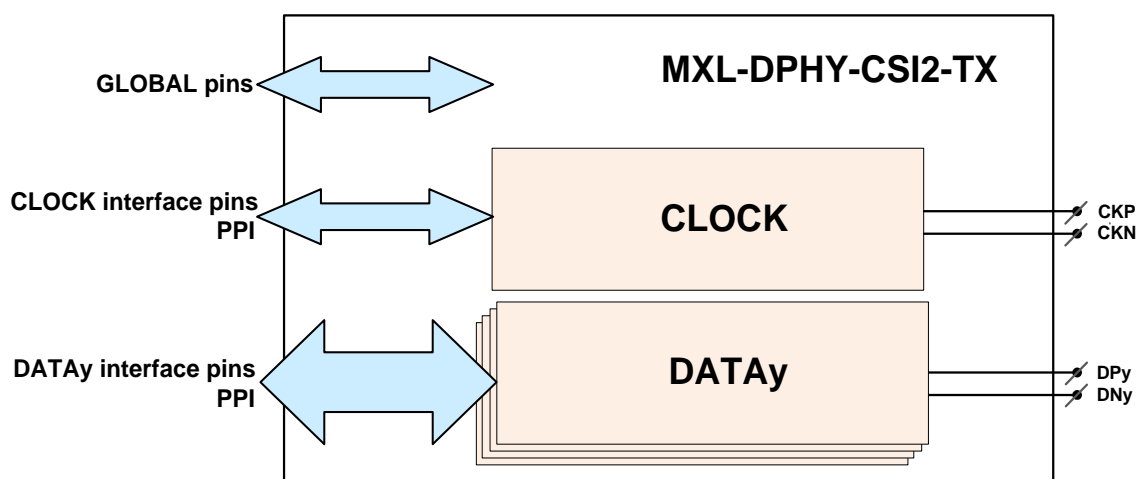 GLOBAL pins
MXL-DPHY-CSI2-TX
CLOCK interface pins
PPI
CLOCK
CKP
CKN
DATAy interface pins
PPI
DATAy
DPy
DNy